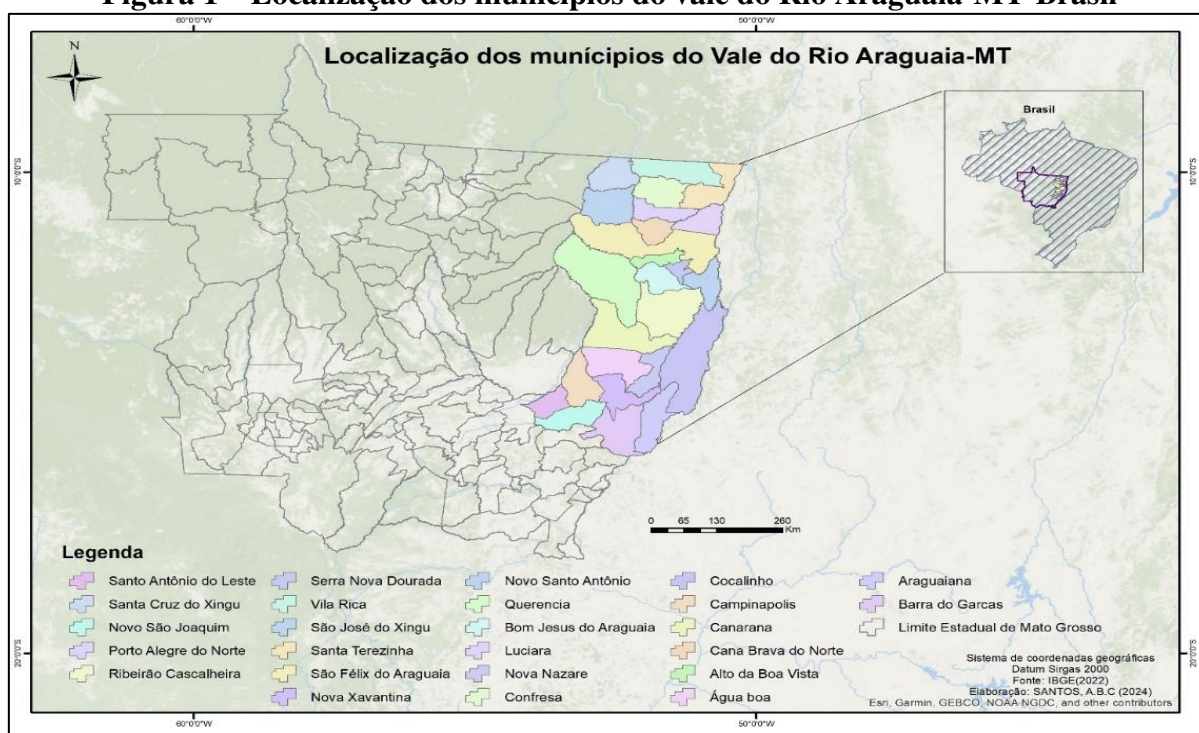 Figura 1 – Localização dos municípios do vale do Rio Araguaia-MT-Brasil
60°0'0"W
50°0'0"W
N
Localização dos munícipios do Vale do Rio Araguaia-MT
Brasil
10°0'0"S
10°0'0"S
0 65 130 260
Km
Legenda
Santo Antônio do Leste
Santa Cruz do Xingu
Novo São Joaquim
Porto Alegre do Norte
Ribeirão Cascalheira
Serra Nova Dourada
Vila Rica
São José do Xingu
Santa Terezinha
São Félix do Araguaia
Nova Xavantina
Novo Santo Antônio
Querencia
Bom Jesus do Araguaia
Luciara
Nova Nazare
Confresa
Cocalinho
Campinapolis
Canarana
Cana Brava do Norte
Alto da Boa Vista
Água boa
Araguaiana
Barra do Garcas
Limite Estadual de Mato Grosso
20°0'0"S
20°0'0"S
Sistema de coordenadas geográficas
Datum Sirgas 2000
Fonte: IBGE(2022)
Elaboração: SANTOS, A.B.C (2024)
Esri, Garmin, GEBCO, NOAA NGDC, and other contributors
60°0'0"W
50°0'0"W